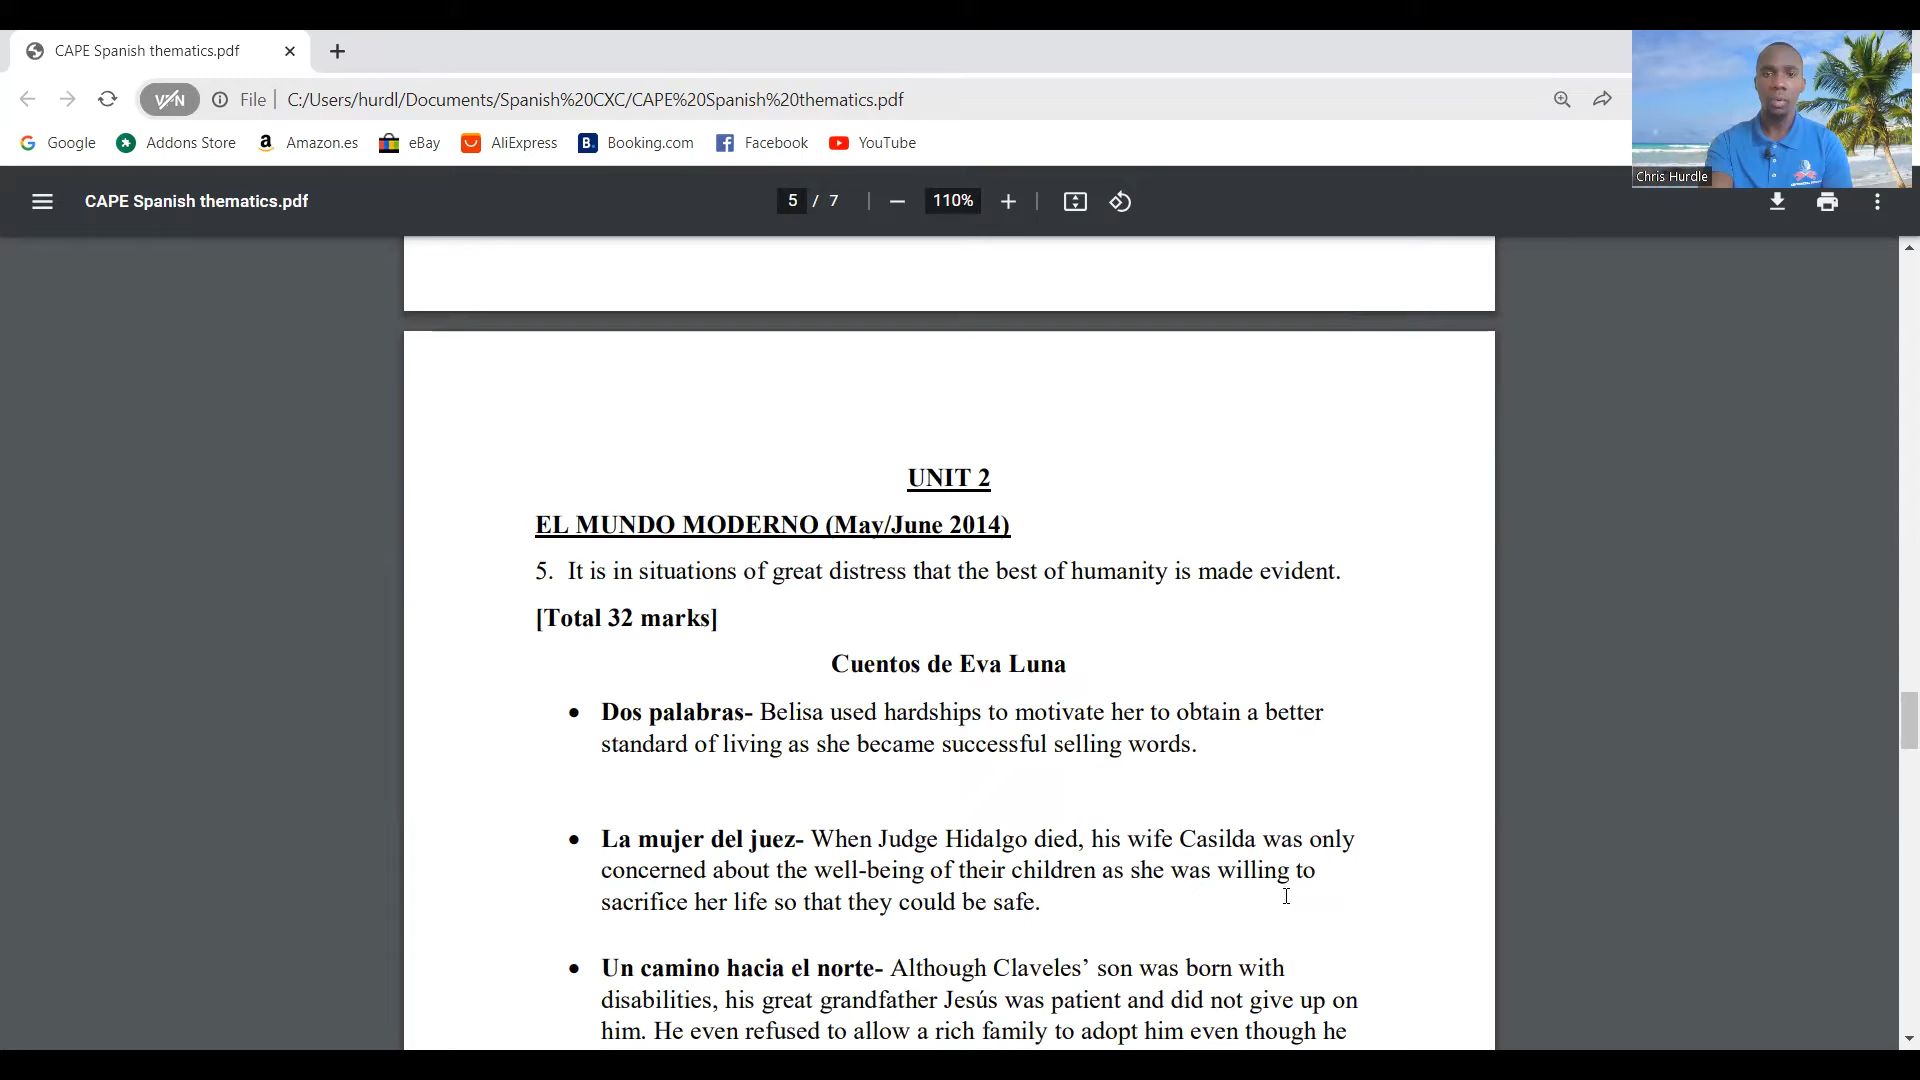 CAPE Spanish thematics.pdf
VPN File C:/Users/hurdl/Documents/Spanish%20CXC/CAPE%20Spanish%20thematics.pdf
Google Addons Store Amazon.es eBay AliExpress Booking.com Facebook YouTube
Chris Hurdle
CAPE Spanish thematics.pdf 5 / 7 110%
UNIT 2
EL MUNDO MODERNO (May/June 2014)
5. It is in situations of great distress that the best of humanity is made evident.
[Total 32 marks]
Cuentos de Eva Luna
• Dos palabras- Belisa used hardships to motivate her to obtain a better
standard of living as she became successful selling words.
• La mujer del juez- When Judge Hidalgo died, his wife Casilda was only
concerned about the well-being of their children as she was willing to
sacrifice her life so that they could be safe.
• Un camino hacia el norte- Although Claveles’ son was born with
disabilities, his great grandfather Jesús was patient and did not give up on
him. He even refused to allow a rich family to adopt him even though he